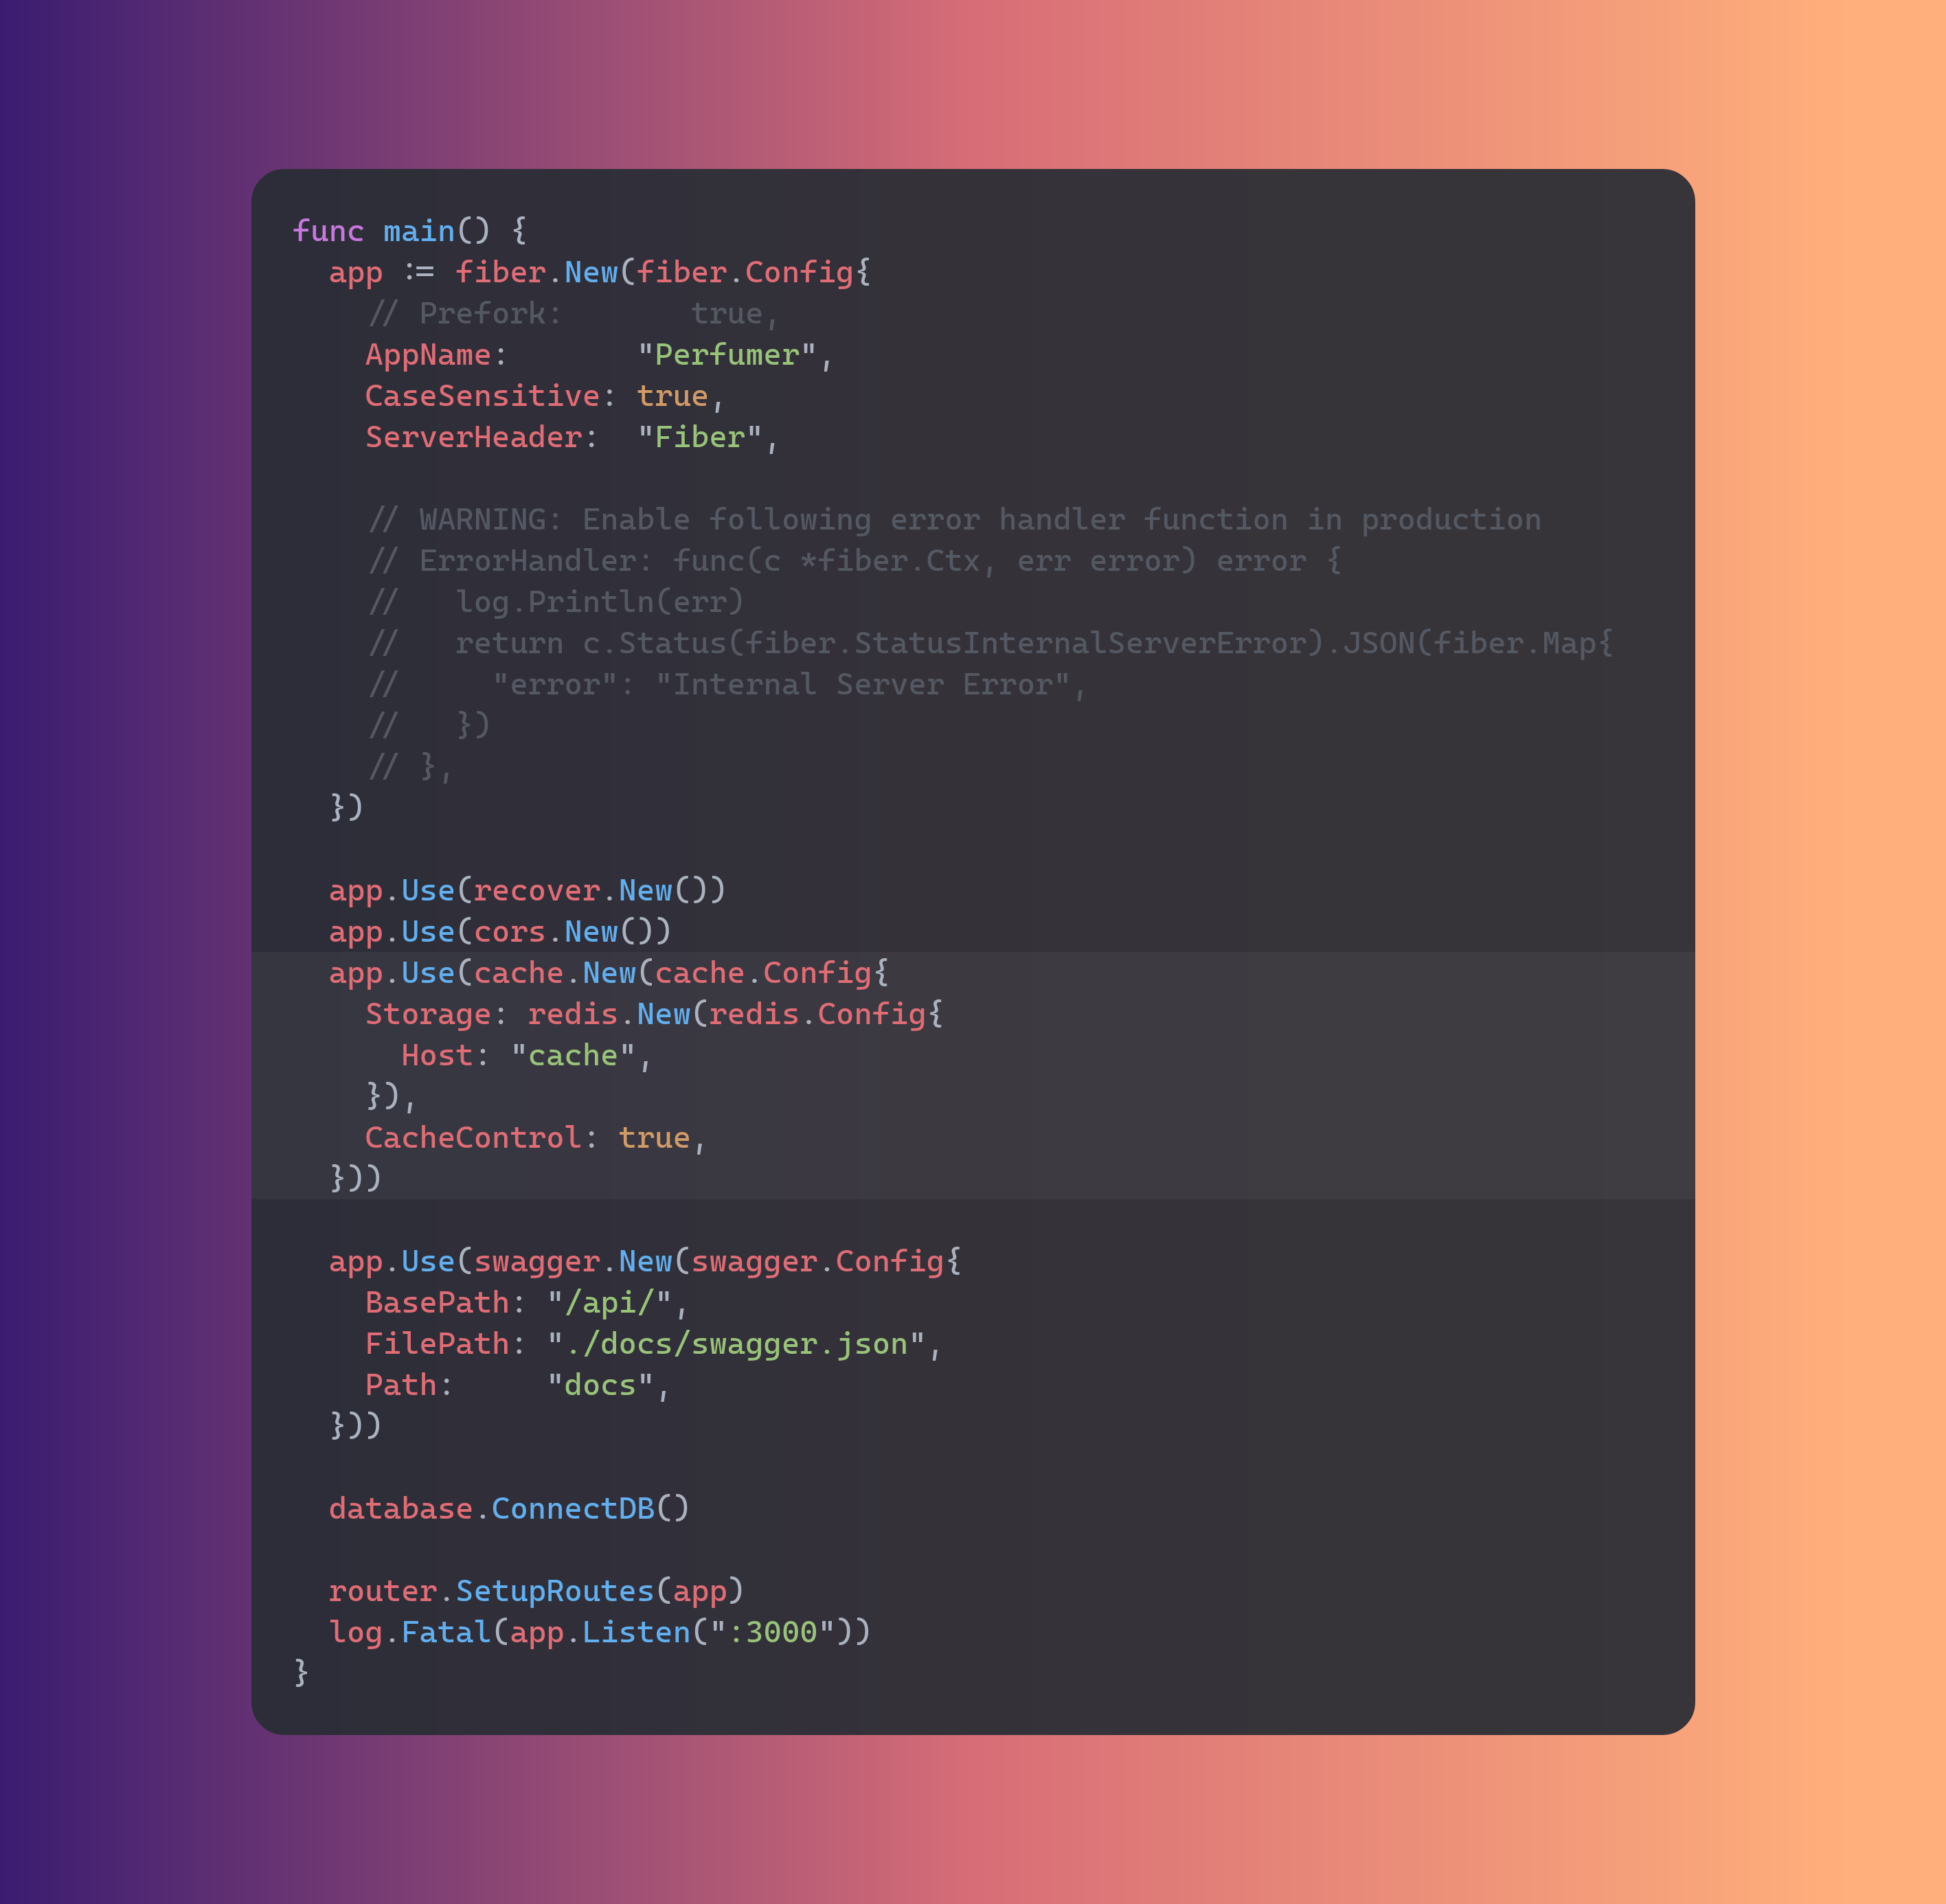 func main() {
  app := fiber.New(fiber.Config{
    // Prefork:       true,
    AppName:       "Perfumer",
    CaseSensitive: true,
    ServerHeader:  "Fiber",

    // WARNING: Enable following error handler function in production
    // ErrorHandler: func(c *fiber.Ctx, err error) error {
    //   log.Println(err)
    //   return c.Status(fiber.StatusInternalServerError).JSON(fiber.Map{
    //     "error": "Internal Server Error",
    //   })
    // },
  })

  app.Use(recover.New())
  app.Use(cors.New())
  app.Use(cache.New(cache.Config{
    Storage: redis.New(redis.Config{
      Host: "cache",
    }),
    CacheControl: true,
  }))

  app.Use(swagger.New(swagger.Config{
    BasePath: "/api/",
    FilePath: "./docs/swagger.json",
    Path:     "docs",
  }))

  database.ConnectDB()

  router.SetupRoutes(app)
  log.Fatal(app.Listen(":3000"))
}